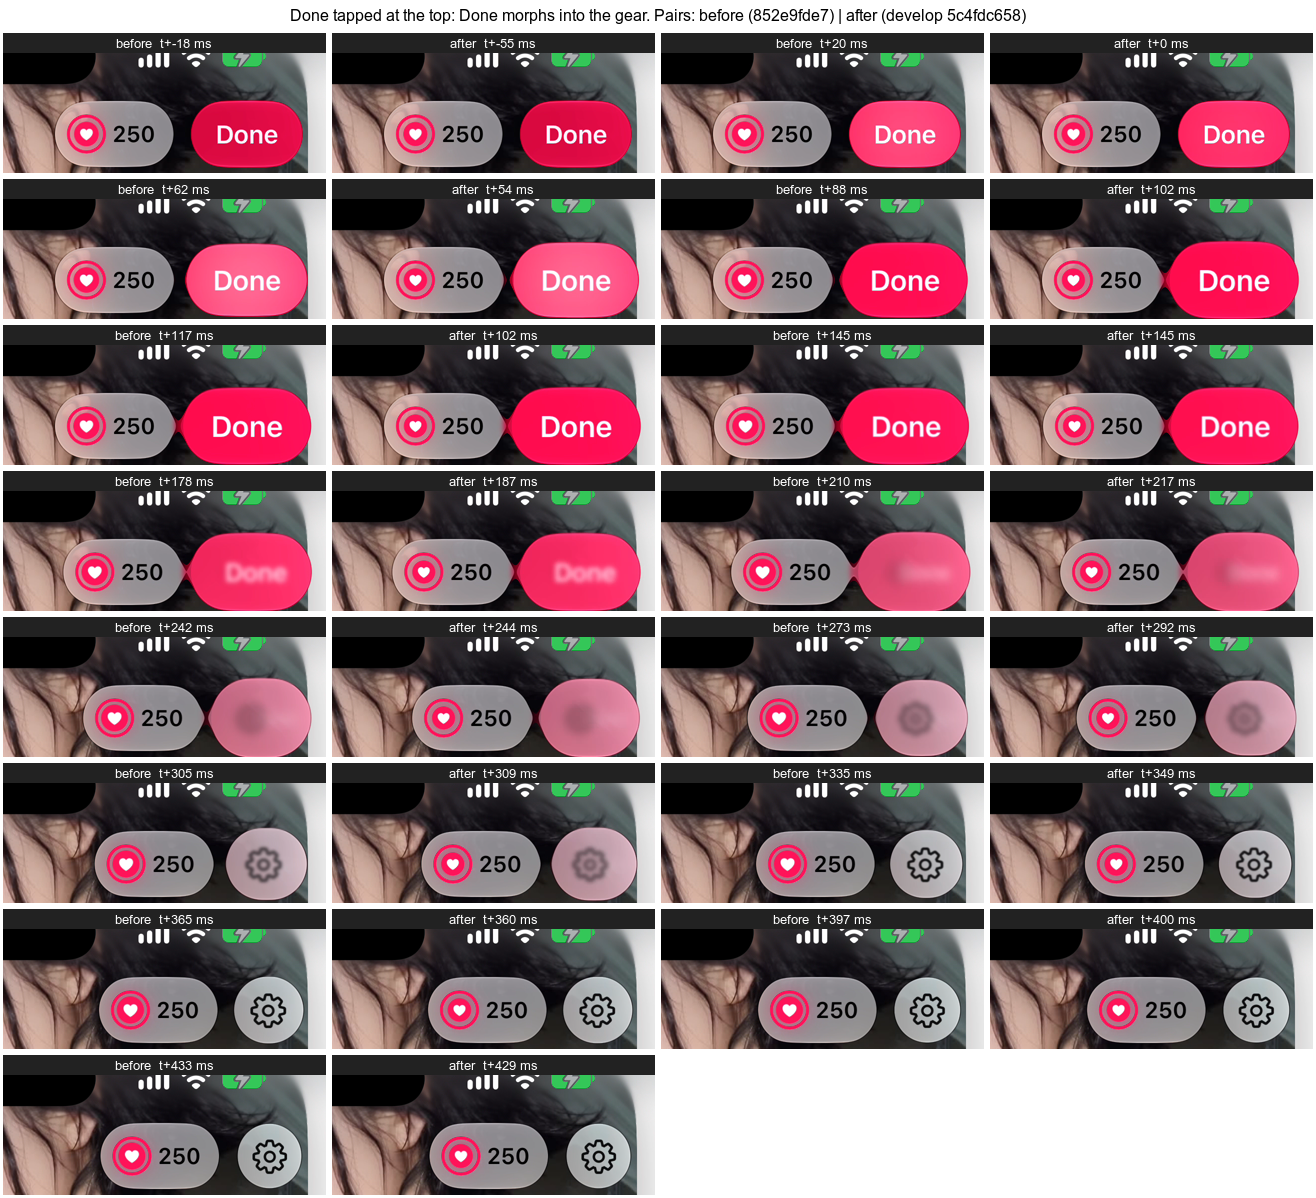 Done tapped at the top: Done morphs into the gear. Pairs: before (852e9fde7) | after (develop 5c4fdc658)
before t+-18 ms
after t+-55 ms
before t+20 ms
after t+0 ms
250 Done
250 Done
250 Done
250 Done
before t+62 ms
after t+54 ms
before t+88 ms
after t+102 ms
250 Done
250 Done
250 Done
250 Done
before t+117 ms
after t+102 ms
before t+145 ms
after t+145 ms
250 Done
250 Done
250 Done
250 Done
before t+178 ms
after t+187 ms
before t+210 ms
after t+217 ms
250 Done
250 Done
250 Done
250 Done
before t+242 ms
after t+244 ms
before t+273 ms
after t+292 ms
250
250
250
250
before t+305 ms
after t+309 ms
before t+335 ms
after t+349 ms
250
250
250
250
before t+365 ms
after t+360 ms
before t+397 ms
after t+400 ms
250
250
250
250
before t+433 ms
after t+429 ms
250
250